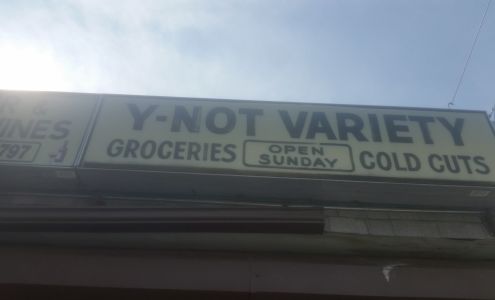 R &
INES
797
Y-NOT VARIETY
GROCERIES
OPEN
SUNDAY
COLD CUTS